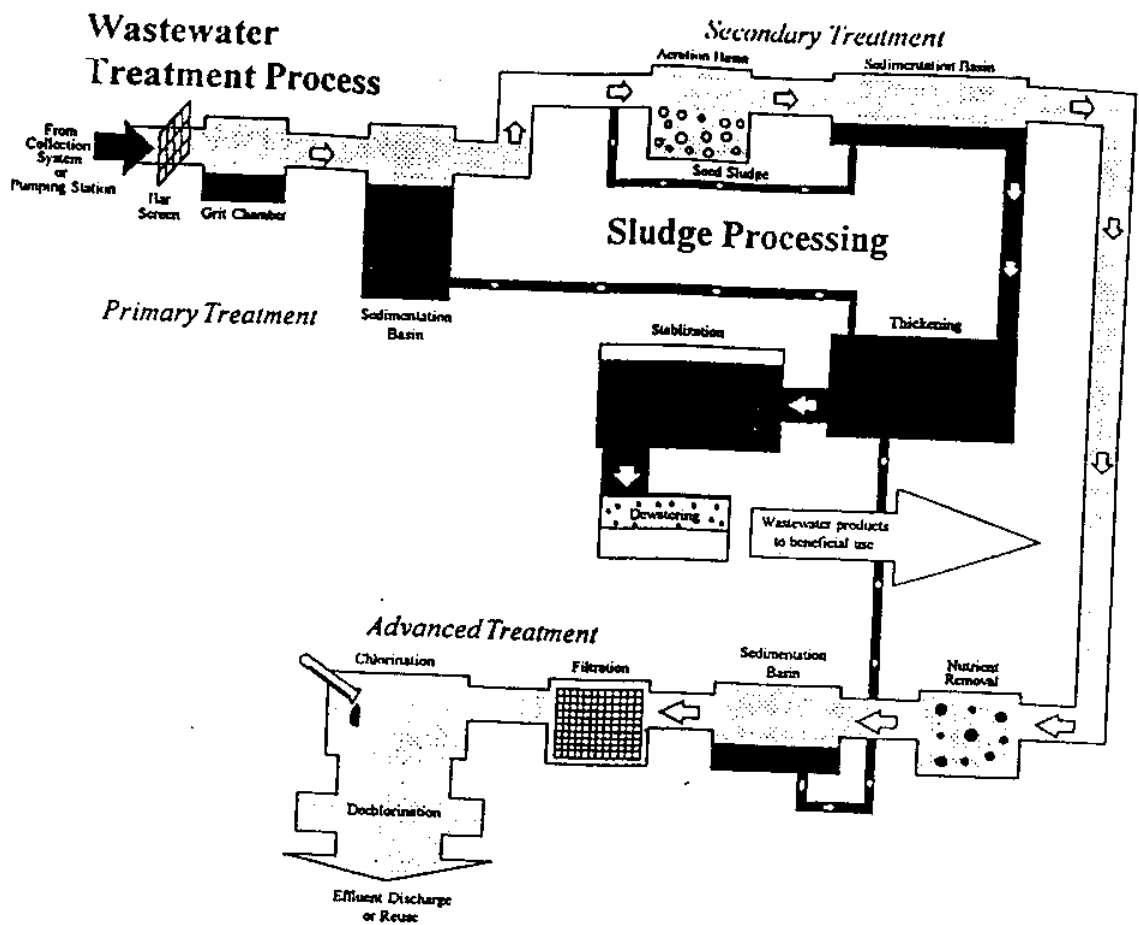 Wastewater
Treatment Process
Secondary Treatment
Sedimentation Basin
From
Collection
System
or
Pumping Station
Bar
Screen
Grit Chamber
Seed Sludge
Sludge Processing
Primary Treatment
Sedimentation
Basin
Stablization
Thickening
Dewatering
Wastewater products
to beneficial use
Advanced Treatment
Chlorination
Filtration
Sedimentation
Basin
Nutrient
Removal
Dechlorination
Effluent Discharge
or Reuse